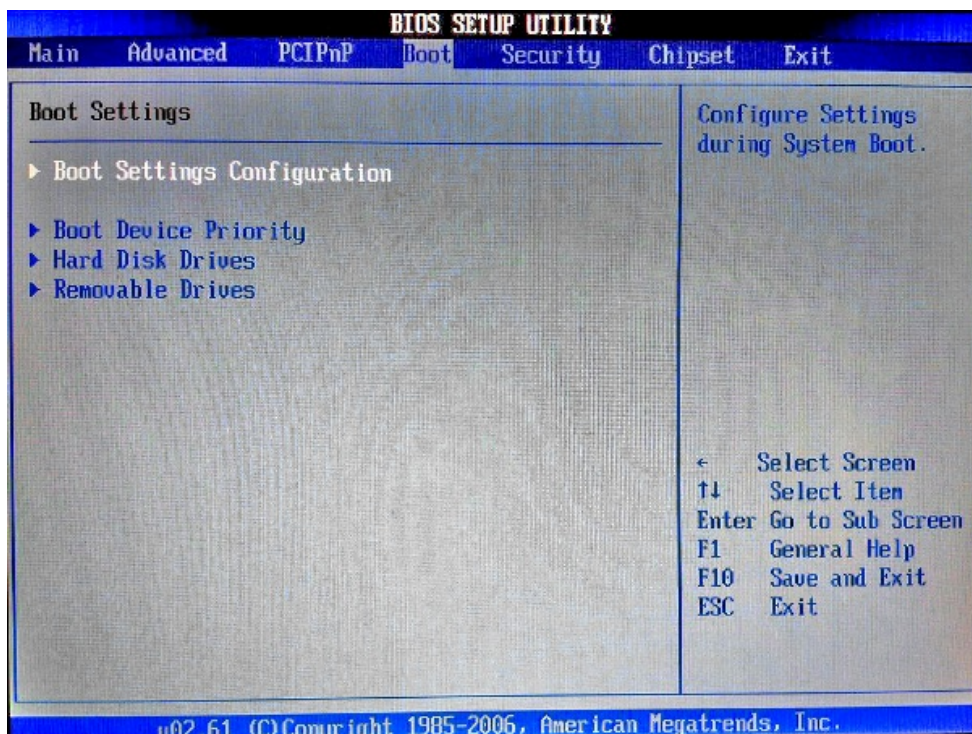 BIOS SETUP UTILITY
Main Advanced PCIPnP Boot Security Chipset Exit
Boot Settings
Boot Settings Configuration
Boot Device Priority
Hard Disk Drives
Removable Drives
Configure Settings
during System Boot.
← Select Screen
↑↓ Select Item
Enter Go to Sub Screen
F1 General Help
F10 Save and Exit
ESC Exit
v02.61 (C)Copyright 1985-2006, American Megatrends, Inc.